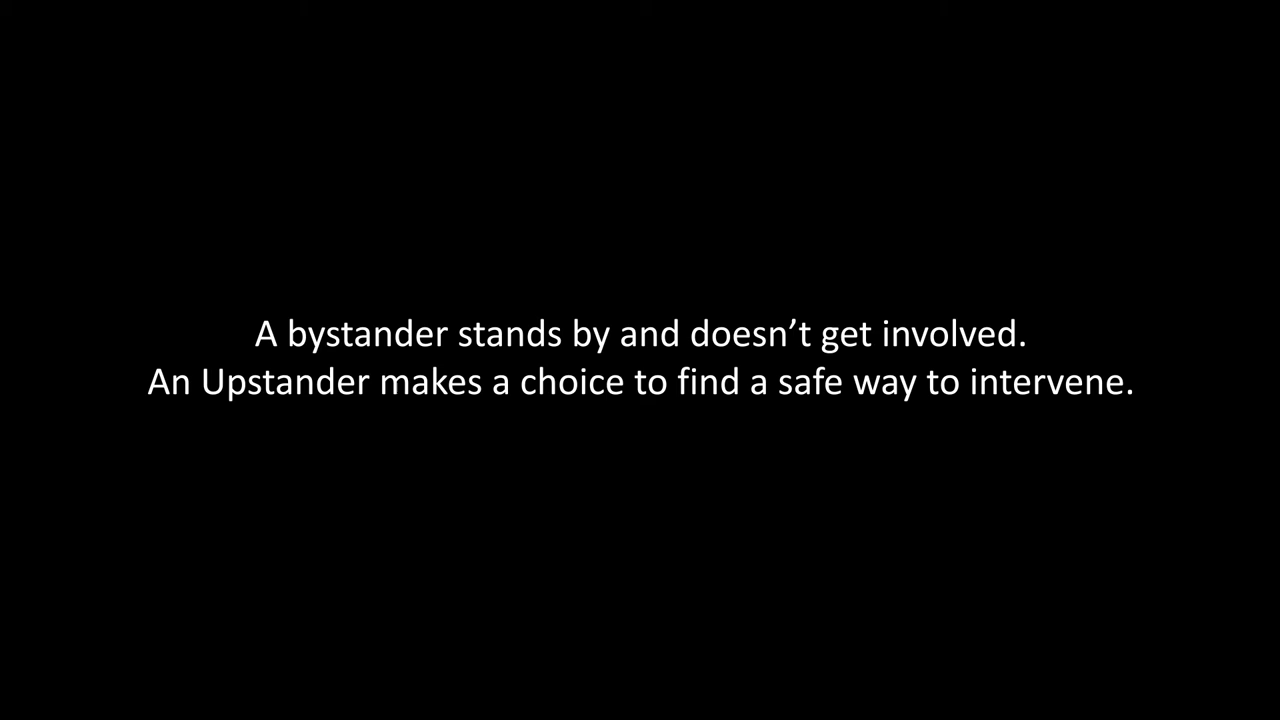 A bystander stands by and doesn’t get involved.
An Upstander makes a choice to find a safe way to intervene.